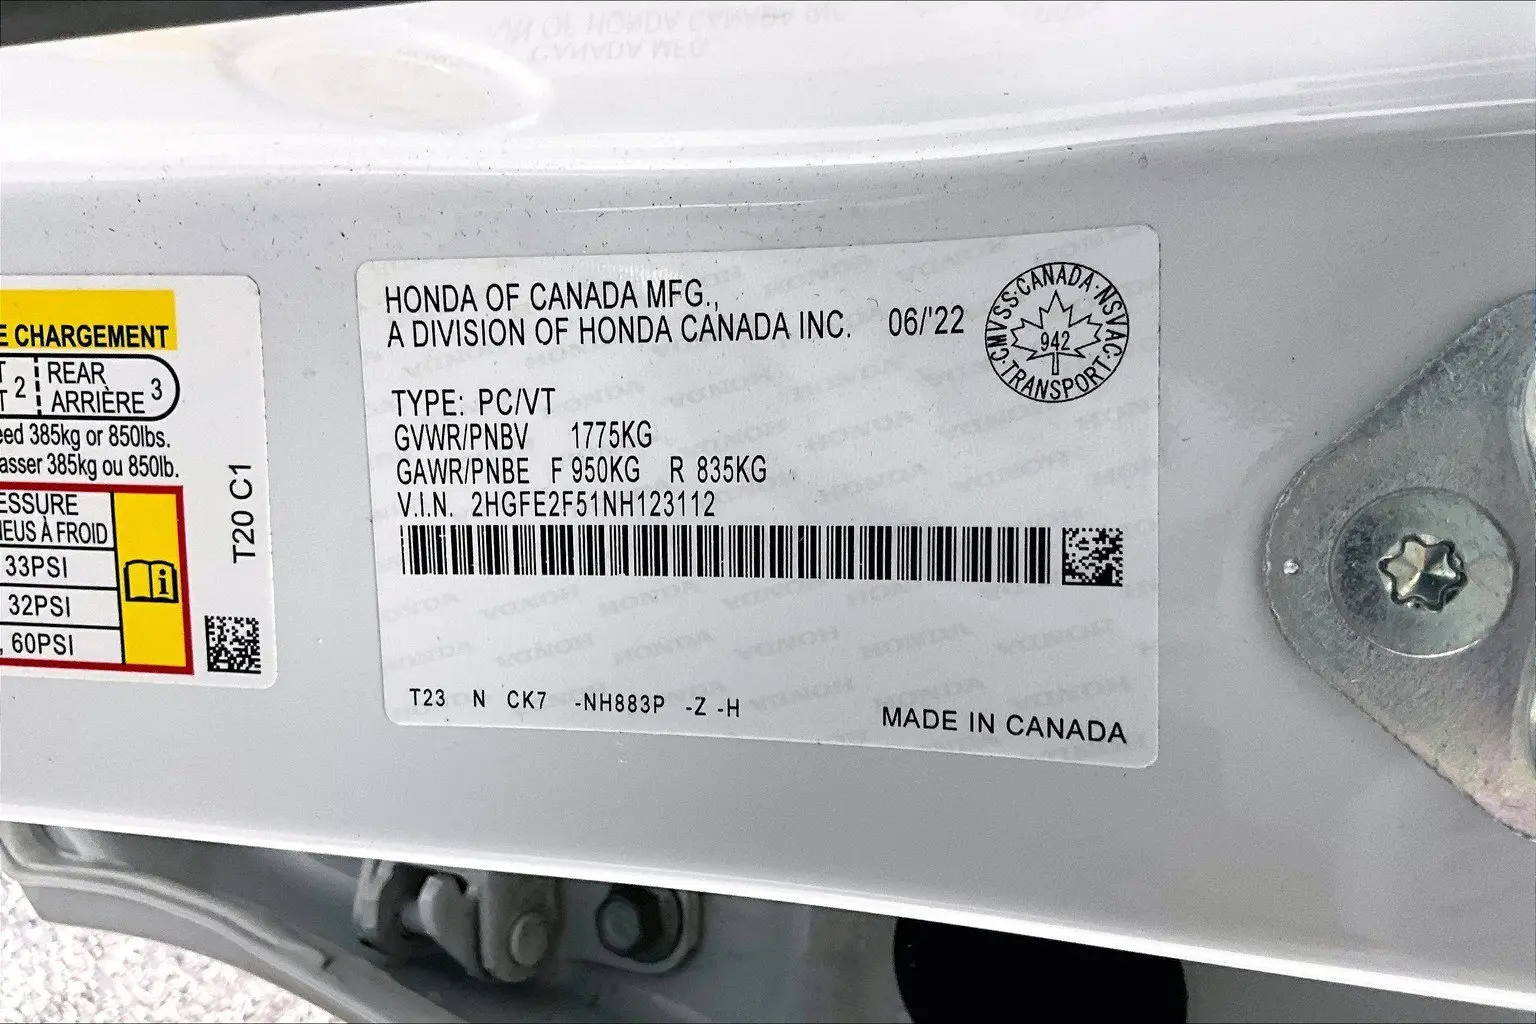 E CHARGEMENT
T 2 REAR
T ARRIÈRE 3
eed 385kg or 850lbs.
asser 385kg ou 850lb.
ESSURE
NEUS À FROID
33PSI
32PSI
, 60PSI
T20 C1
HONDA OF CANADA MFG.,
A DIVISION OF HONDA CANADA INC. 06/'22
CMVSS·CANADA·NSVAC·TRANSPORT·
942
TYPE: PC/VT
GVWR/PNBV 1775KG
GAWR/PNBE F 950KG R 835KG
V.I.N. 2HGFE2F51NH123112
T23 N CK7 -NH883P -Z -H
MADE IN CANADA